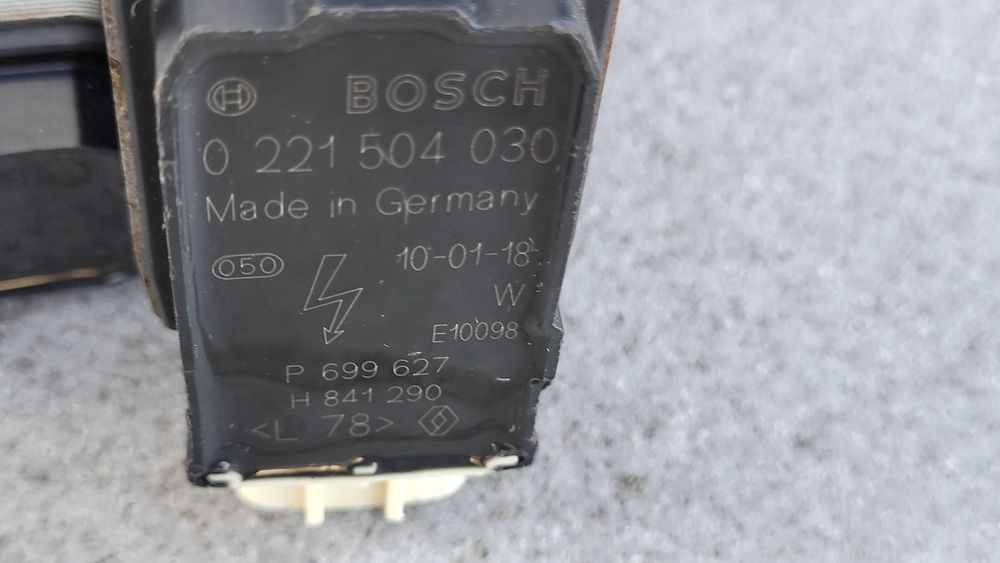 BOSCH
0 221 504 030
Made in Germany
050
10-01-18
W
E10098
P 699 627
H 841 290
<L 78>